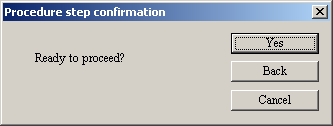 Procedure step confirmation
Ready to proceed?
Yes
Back
Cancel